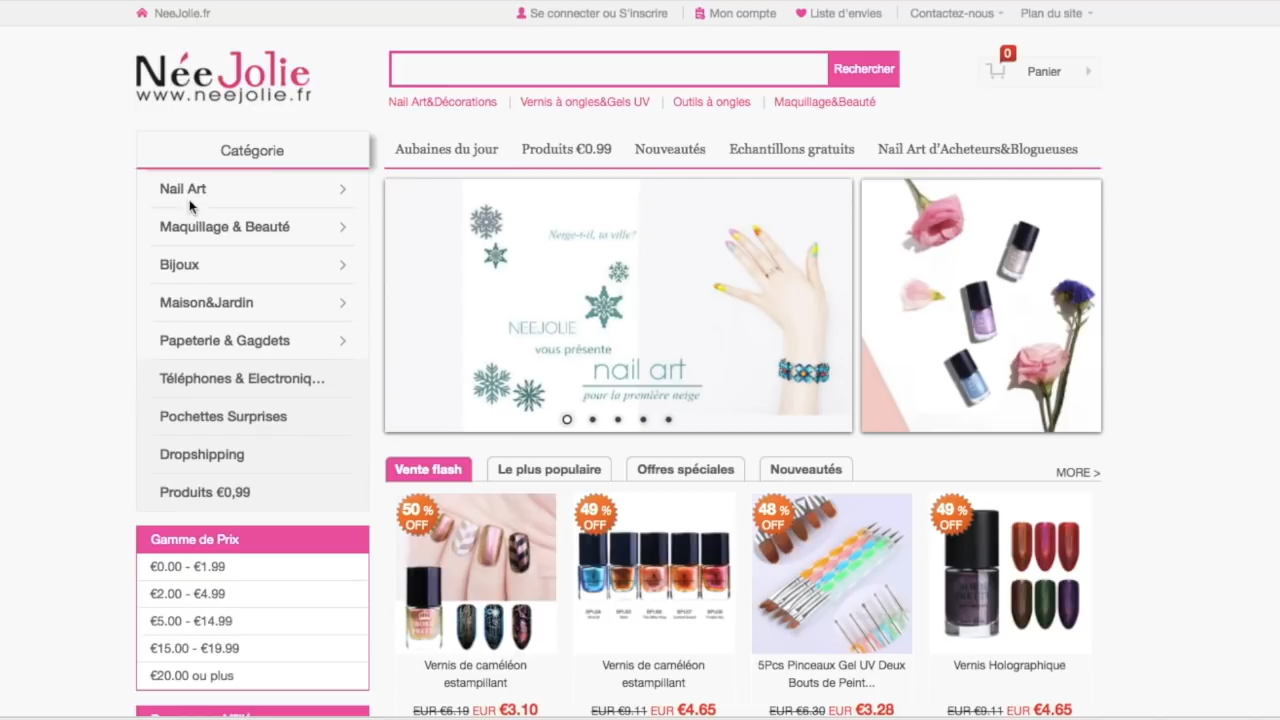 NeeJolie.fr
Se connecter ou S'inscrire
Mon compte
Liste d'envies
Contactez-nous
Plan du site
NéeJolie
www.neejolie.fr
Rechercher
0
Panier
Nail Art&Décorations
Vernis à ongles&Gels UV
Outils à ongles
Maquillage&Beauté
Catégorie
Aubaines du jour
Produits €0.99
Nouveautés
Echantillons gratuits
Nail Art d'Acheteurs&Blogueuses
Nail Art
Maquillage & Beauté
Bijoux
Maison&Jardin
Papeterie & Gagdets
Téléphones & Electroniq...
Pochettes Surprises
Dropshipping
Produits €0,99
Neige-t-il, ta ville?
NEEJOLIE
vous présente
nail art
pour la première neige
Gamme de Prix
€0.00 - €1.99
€2.00 - €4.99
€5.00 - €14.99
€15.00 - €19.99
€20.00 ou plus
Vente flash
Le plus populaire
Offres spéciales
Nouveautés
MORE >
50 %
OFF
49 %
OFF
48 %
OFF
49 %
OFF
Vernis de caméléon
estampillant
EUR €6.19 EUR €3.10
Vernis de caméléon
estampillant
EUR €9.11 EUR €4.65
5Pcs Pinceaux Gel UV Deux
Bouts de Peint...
EUR €6.30 EUR €3.28
Vernis Holographique
EUR €9.11 EUR €4.65